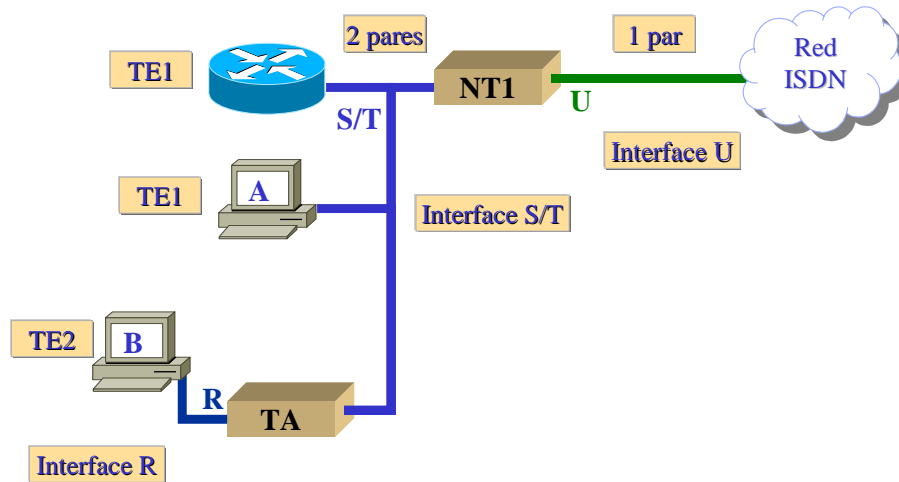 2 pares
1 par
TE1
Red
ISDN
NT1
S/T
U
Interface U
TE1
A
Interface S/T
TE2
B
R
TA
Interface R